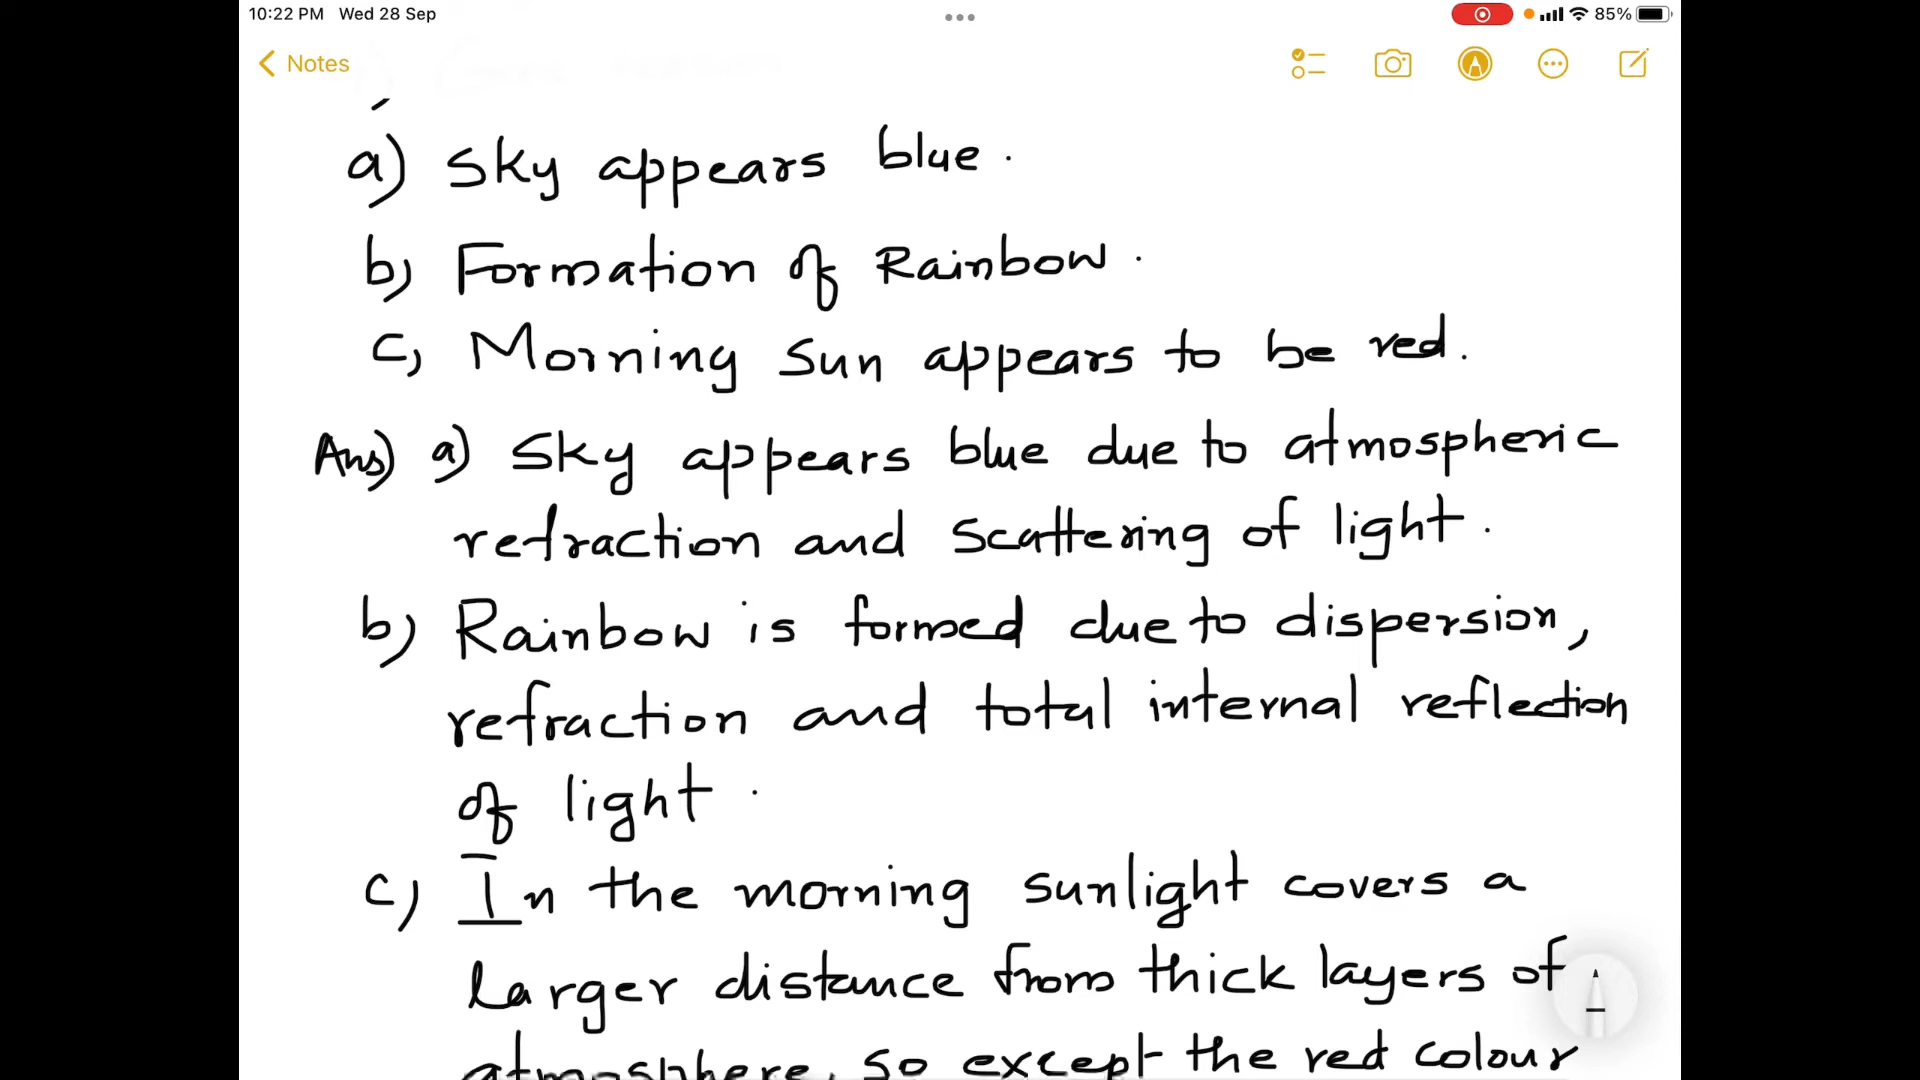 10:22 PM Wed 28 Sep
85%
Notes
a) Sky appears blue.
b) Formation of Rainbow.
c) Morning sun appears to be red.
Ans) a) Sky appears blue due to atmospheric
refraction and scattering of light.
b) Rainbow is formed due to dispersion,
refraction and total internal reflection
of light.
c) In the morning sunlight covers a
larger distance from thick layers of
atmosphere, so except the red colour